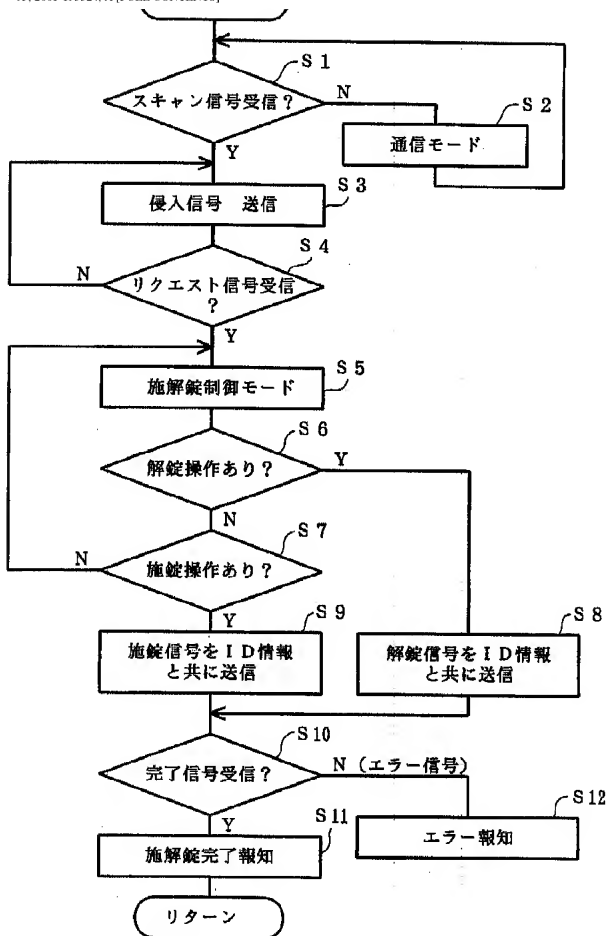 S1
スキャン信号受信？
N
S2
通信モード
Y
S3
侵入信号　送信
S4
N
リクエスト信号受信
？
Y
S5
施解錠制御モード
S6
解錠操作あり？
Y
N
S7
N
施錠操作あり？
Y
S9
S8
施錠信号をＩＤ情報
と共に送信
解錠信号をＩＤ情報
と共に送信
S10
完了信号受信？
N（エラー信号）
S12
エラー報知
Y
S11
施解錠完了報知
リターン